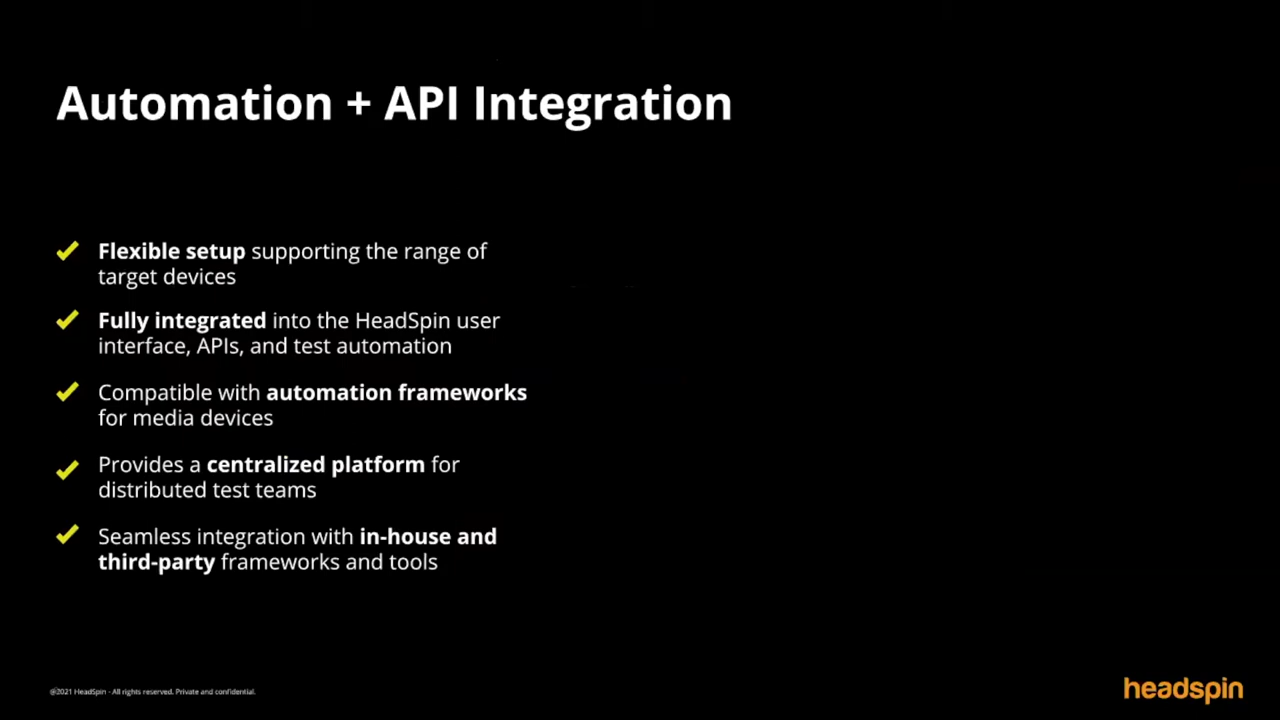 Automation + API Integration
Flexible setup supporting the range of
target devices
Fully integrated into the HeadSpin user
interface, APIs, and test automation
Compatible with automation frameworks
for media devices
Provides a centralized platform for
distributed test teams
Seamless integration with in-house and
third-party frameworks and tools
@2021 HeadSpin - All rights reserved. Private and confidential.
headspin